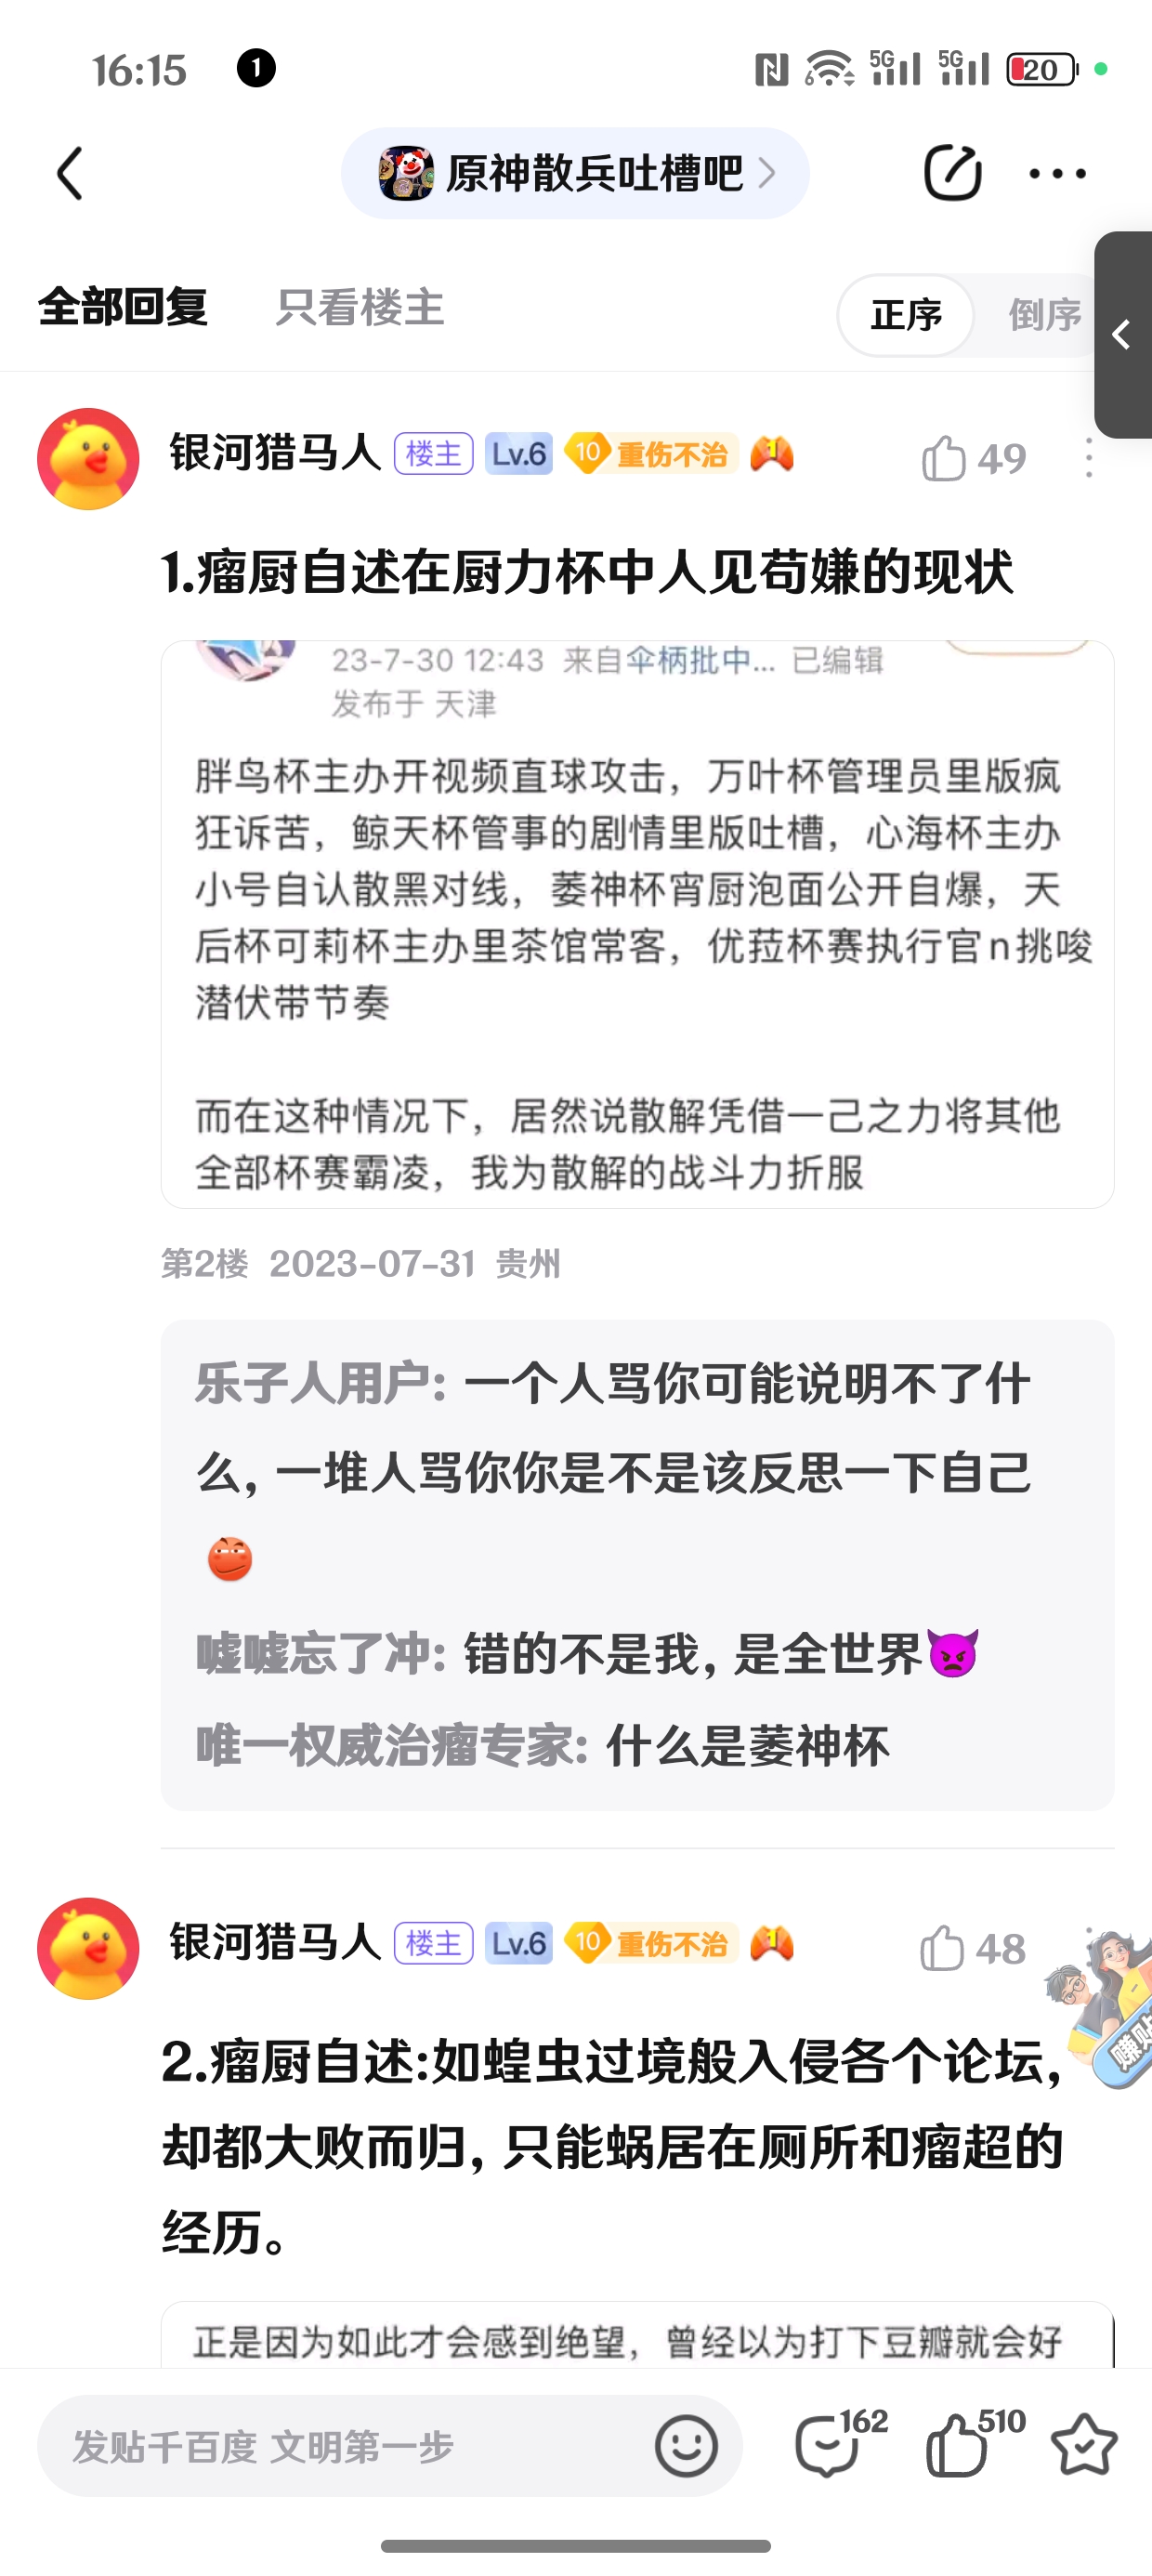 16:15 1 5G 5G 20
原神散兵吐槽吧
全部回复 只看楼主 正序 倒序
银河猎马人 楼主 Lv.6 10 重伤不治 49
1.瘤厨自述在厨力杯中人见苟嫌的现状
23-7-30 12:43 来自伞柄批中... 已编辑
发布于 天津
胖鸟杯主办开视频直球攻击，万叶杯管理员里版疯
狂诉苦，鲸天杯管事的剧情里版吐槽，心海杯主办
小号自认散黑对线，萎神杯宵厨泡面公开自爆，天
后杯可莉杯主办里茶馆常客，优菈杯赛执行官n挑唆
潜伏带节奏
而在这种情况下，居然说散解凭借一己之力将其他
全部杯赛霸凌，我为散解的战斗力折服
第2楼 2023-07-31 贵州
乐子人用户: 一个人骂你可能说明不了什
么，一堆人骂你你是不是该反思一下自己
嘘嘘忘了冲: 错的不是我，是全世界👿
唯一权威治瘤专家: 什么是萎神杯
银河猎马人 楼主 Lv.6 10 重伤不治 48
2.瘤厨自述:如蝗虫过境般入侵各个论坛，
却都大败而归，只能蜗居在厕所和瘤超的
经历。
赚贴
正是因为如此才会感到绝望，曾经以为打下豆瓣就会好
发贴千百度 文明第一步 162 510